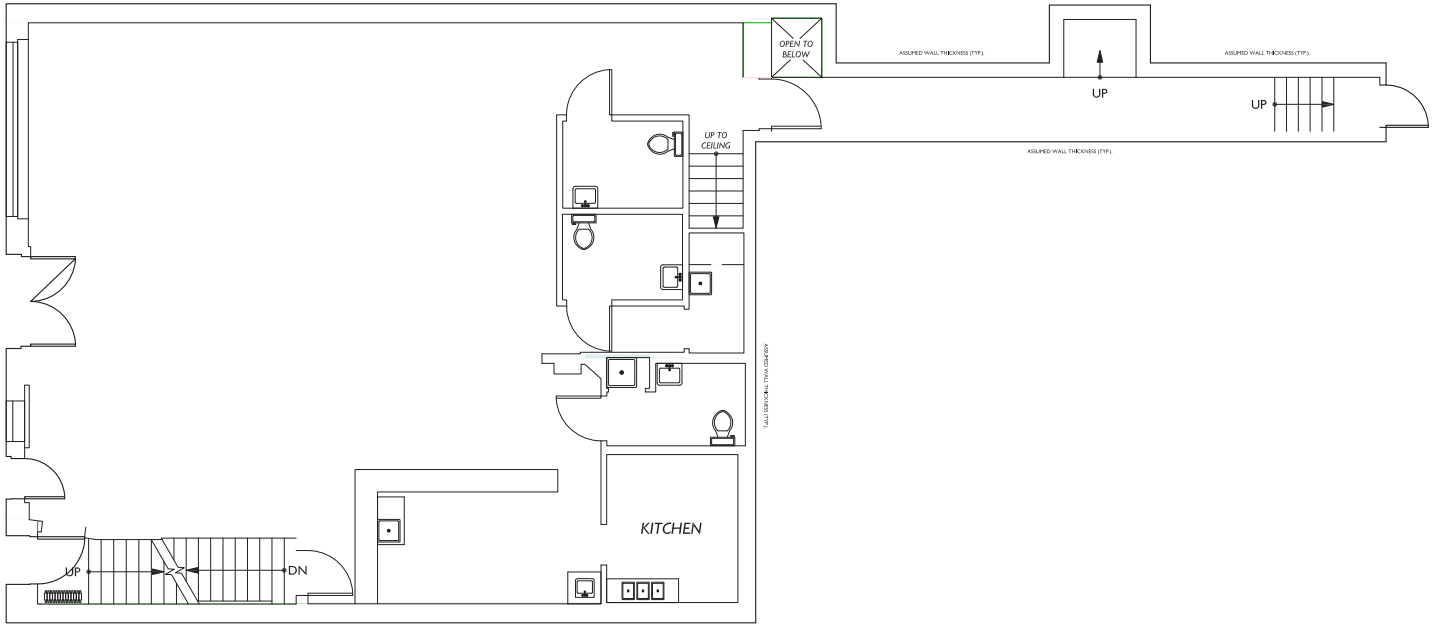 OPEN TO
BELOW
ASSUMED WALL THICKNESS (TYP.).
ASSUMED WALL THICKNESS (TYP.).
UP
UP
UP TO
CEILING
ASSUMED WALL THICKNESS (TYP.).
ASSUMED WALL THICKNESS (TYP.).
KITCHEN
UP
DN